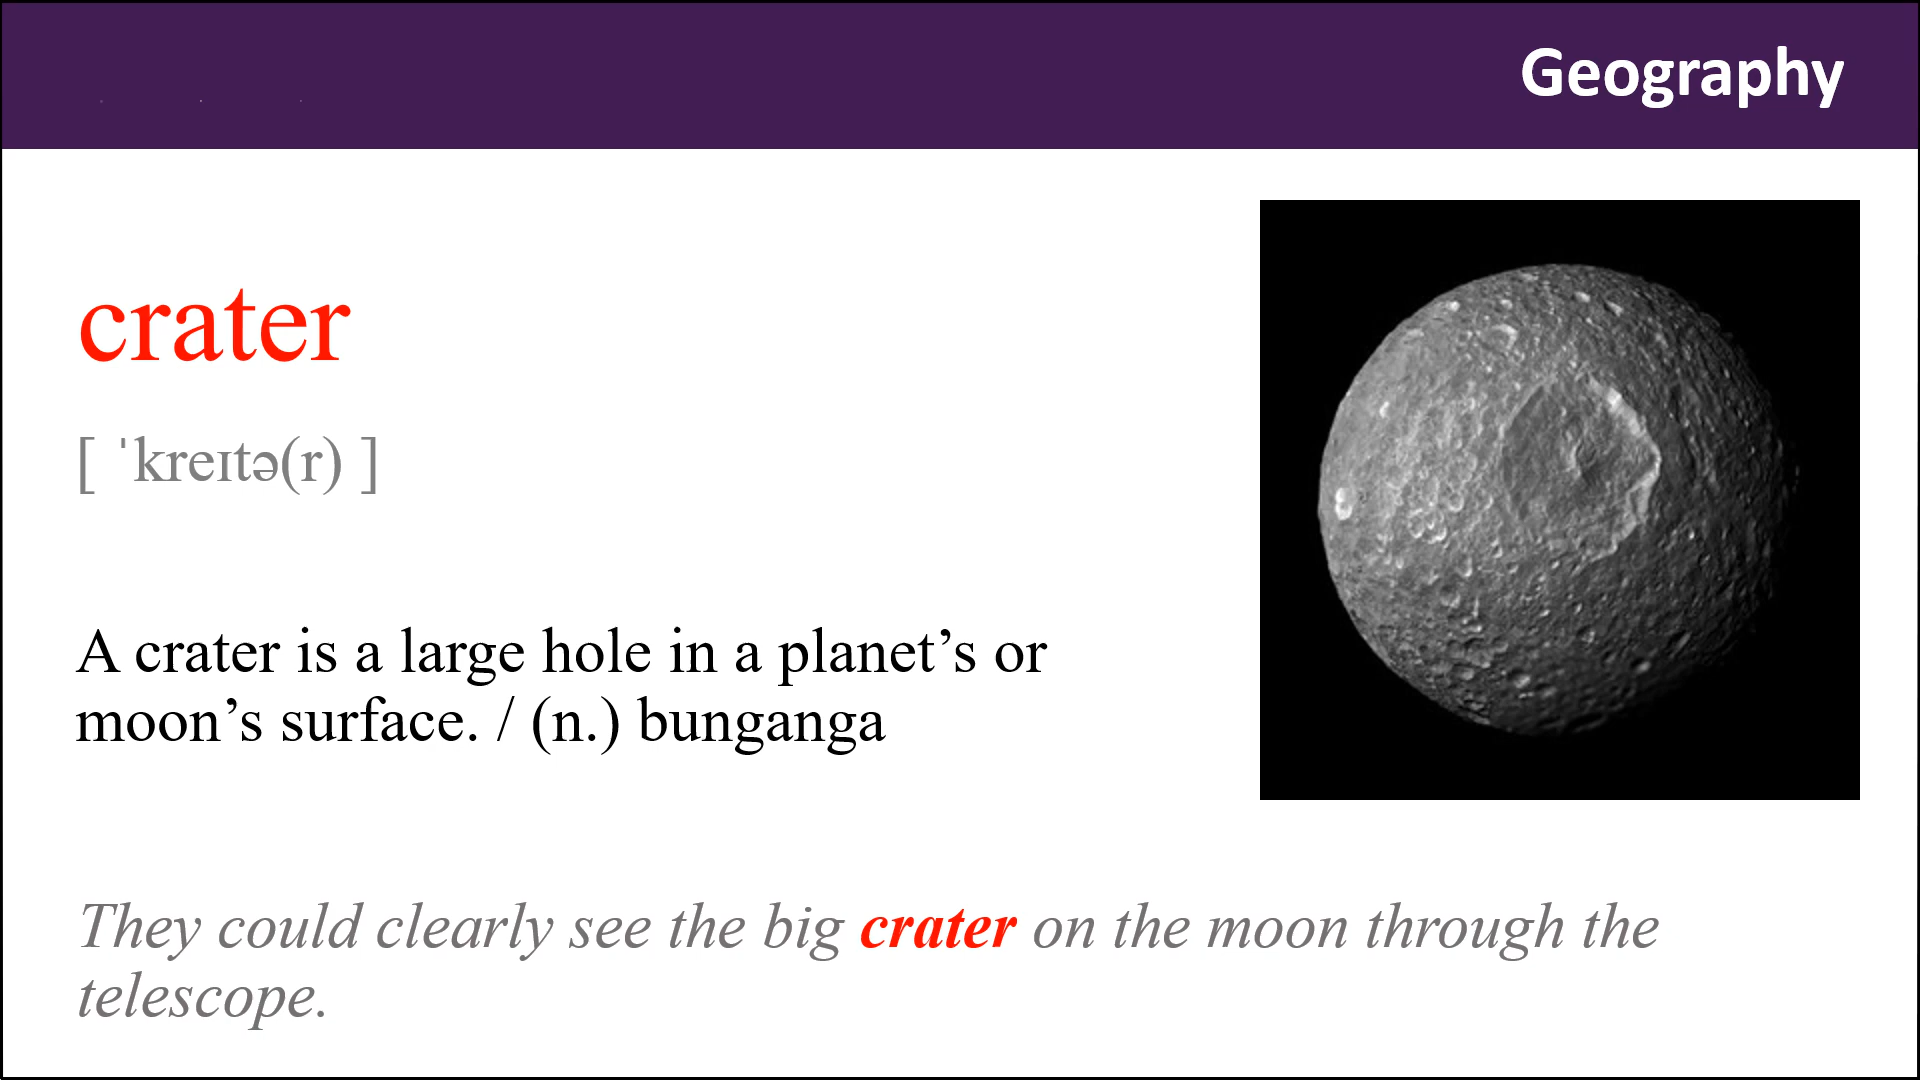 Geography
crater
[ ˈkreɪtə(r) ]
A crater is a large hole in a planet’s or
moon’s surface. / (n.) bunganga
They could clearly see the big crater on the moon through the
telescope.